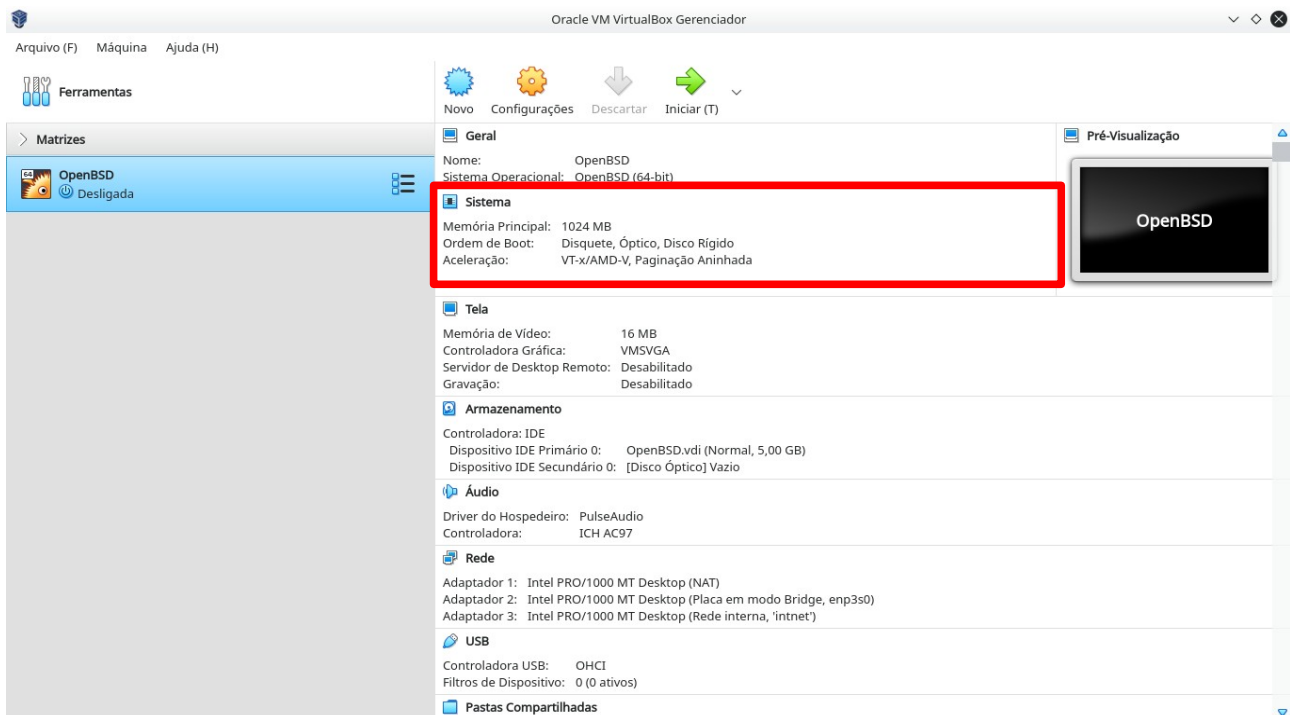 Oracle VM VirtualBox Gerenciador
Arquivo (F) Máquina Ajuda (H)
Ferramentas
Novo Configurações Descartar Iniciar (T)
Matrizes
64
OpenBSD
Desligada
Geral
Nome: OpenBSD
Sistema Operacional: OpenBSD (64-bit)
Pré-Visualização
OpenBSD
Sistema
Memória Principal: 1024 MB
Ordem de Boot: Disquete, Óptico, Disco Rígido
Aceleração: VT-x/AMD-V, Paginação Aninhada
Tela
Memória de Vídeo: 16 MB
Controladora Gráfica: VMSVGA
Servidor de Desktop Remoto: Desabilitado
Gravação: Desabilitado
Armazenamento
Controladora: IDE
Dispositivo IDE Primário 0: OpenBSD.vdi (Normal, 5,00 GB)
Dispositivo IDE Secundário 0: [Disco Óptico] Vazio
Áudio
Driver do Hospedeiro: PulseAudio
Controladora: ICH AC97
Rede
Adaptador 1: Intel PRO/1000 MT Desktop (NAT)
Adaptador 2: Intel PRO/1000 MT Desktop (Placa em modo Bridge, enp3s0)
Adaptador 3: Intel PRO/1000 MT Desktop (Rede interna, 'intnet')
USB
Controladora USB: OHCI
Filtros de Dispositivo: 0 (0 ativos)
Pastas Compartilhadas